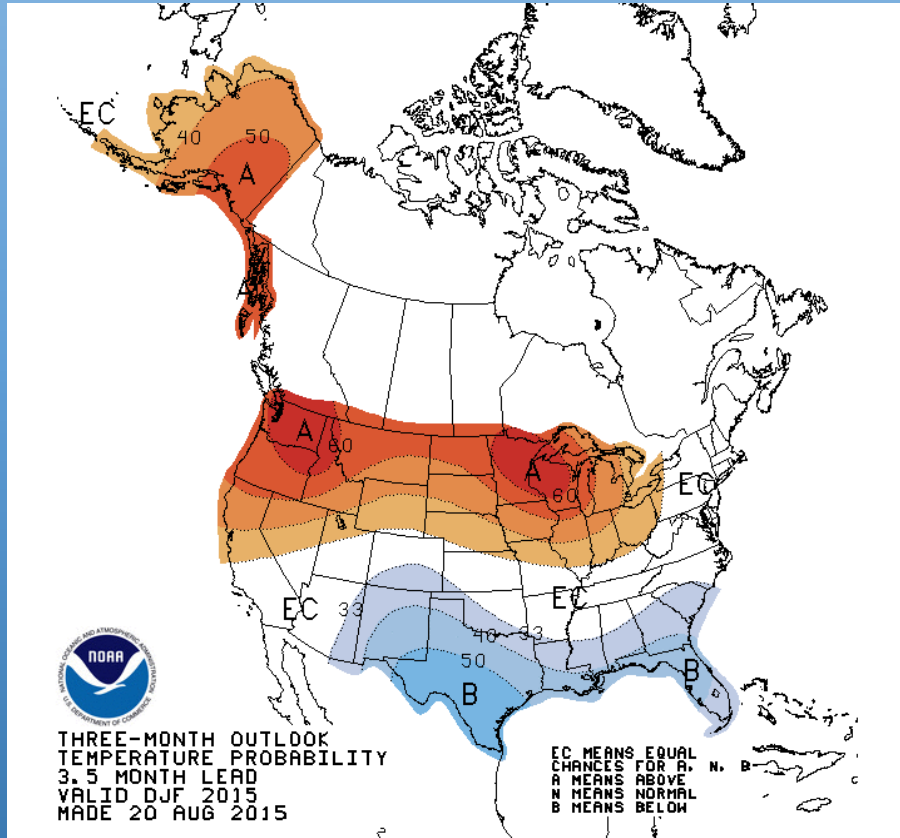 EC
40
50
A
A
A
60
A
60
EC
EC
33
EC
40
33
50
B
B
NATIONAL OCEANIC AND ATMOSPHERIC ADMINISTRATION
NOAA
U.S. DEPARTMENT OF COMMERCE
THREE-MONTH OUTLOOK
TEMPERATURE PROBABILITY
3.5 MONTH LEAD
VALID DJF 2015
MADE 20 AUG 2015
EC MEANS EQUAL
CHANCES FOR A, N, B
A MEANS ABOVE
N MEANS NORMAL
B MEANS BELOW